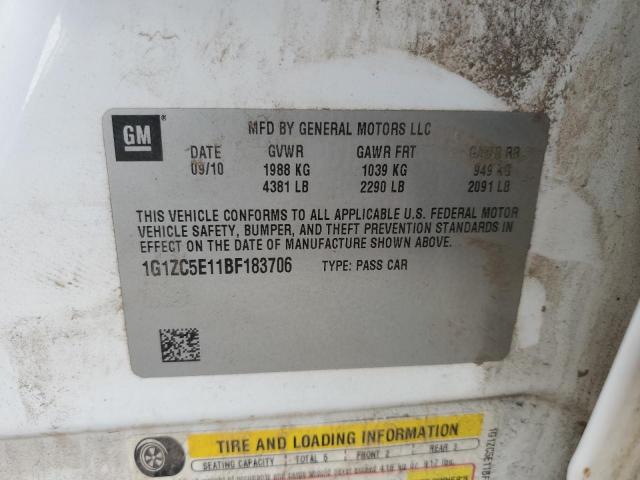 GM
MFD BY GENERAL MOTORS LLC
DATE GVWR GAWR FRT GAWR RR
09/10 1988 KG 1039 KG 949 KG
4381 LB 2290 LB 2091 LB
THIS VEHICLE CONFORMS TO ALL APPLICABLE U.S. FEDERAL MOTOR
VEHICLE SAFETY, BUMPER, AND THEFT PREVENTION STANDARDS IN
EFFECT ON THE DATE OF MANUFACTURE SHOWN ABOVE.
1G1ZC5E11BF183706 TYPE: PASS CAR
TIRE AND LOADING INFORMATION
SEATING CAPACITY TOTAL 5 FRONT 2 REAR